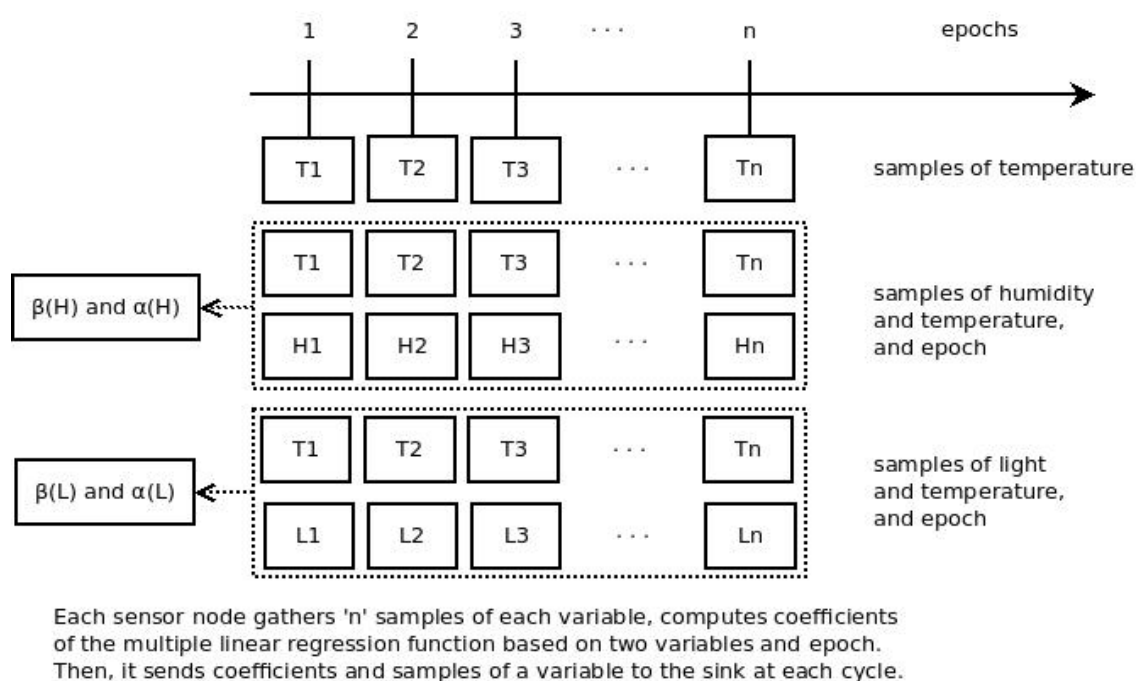 1 2 3 · · · n epochs
T1 T2 T3 · · · Tn samples of temperature
T1 T2 T3 · · · Tn
β(H) and α(H)
samples of humidity
and temperature,
and epoch
H1 H2 H3 · · · Hn
T1 T2 T3 · · · Tn
β(L) and α(L)
samples of light
and temperature,
and epoch
L1 L2 L3 · · · Ln
Each sensor node gathers 'n' samples of each variable, computes coefficients
of the multiple linear regression function based on two variables and epoch.
Then, it sends coefficients and samples of a variable to the sink at each cycle.